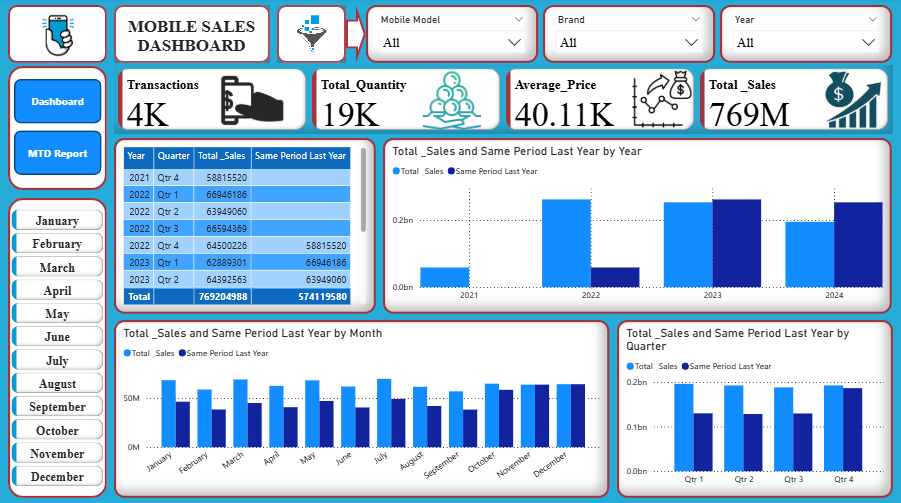 MOBILE SALES
DASHBOARD
Mobile Model
All
Brand
All
Year
All
Dashboard
MTD Report
Transactions
4K
Total_Quantity
19K
Average_Price
40.11K
Total _Sales
769M
January
February
March
April
May
June
July
August
September
October
November
December
Year Quarter Total _Sales Same Period Last Year
2021 Qtr 4 58815520
2022 Qtr 1 66946186
2022 Qtr 2 63949060
2022 Qtr 3 66594369
2022 Qtr 4 64500226 58815520
2023 Qtr 1 62889301 66946186
2023 Qtr 2 64392563 63949060
Total 769204988 574119580
Total _Sales and Same Period Last Year by Year
Total _Sales Same Period Last Year
0.2bn
0.0bn
2021 2022 2023 2024
Total _Sales and Same Period Last Year by Month
Total _Sales Same Period Last Year
50M
0M
January February March April May June July August September October November December
Total _Sales and Same Period Last Year by
Quarter
Total _Sales Same Period Last Year
0.2bn
0.1bn
0.0bn
Qtr 1 Qtr 2 Qtr 3 Qtr 4